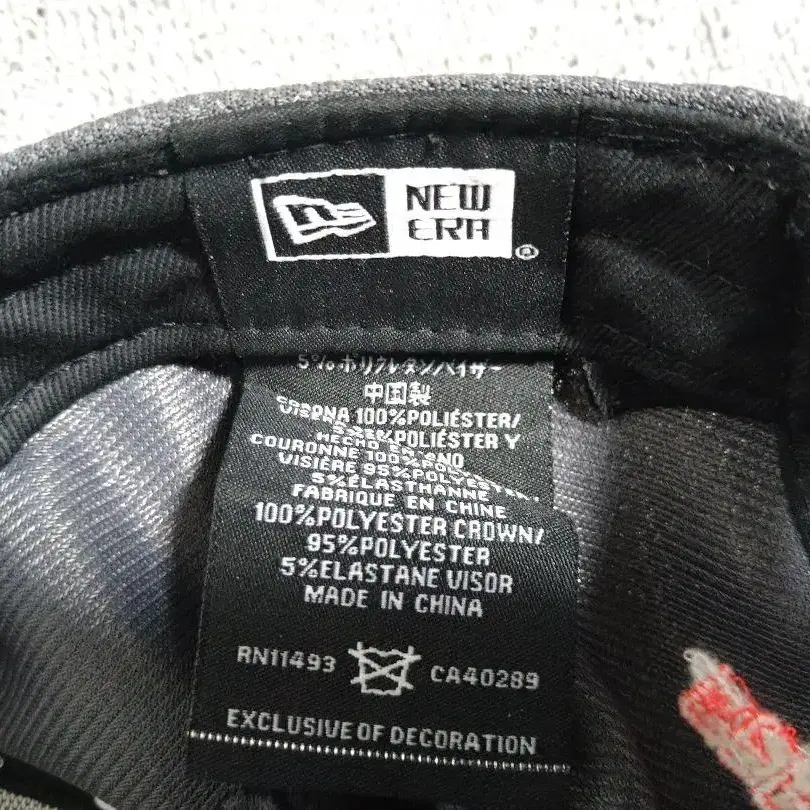 NEW
ERA
®
5%ポリウレタンバイザー
中国製
100%POLIÉSTER/
POLIÉSTER Y
HECHO EN
COURONNE 100%
VISIÈRE 95%POLYESTER,
5%ÉLASTHANNE
FABRIQUE EN CHINE
100%POLYESTER CROWN/
95%POLYESTER
5%ELASTANE VISOR
MADE IN CHINA
RN11493 CA40289
EXCLUSIVE OF DECORATION